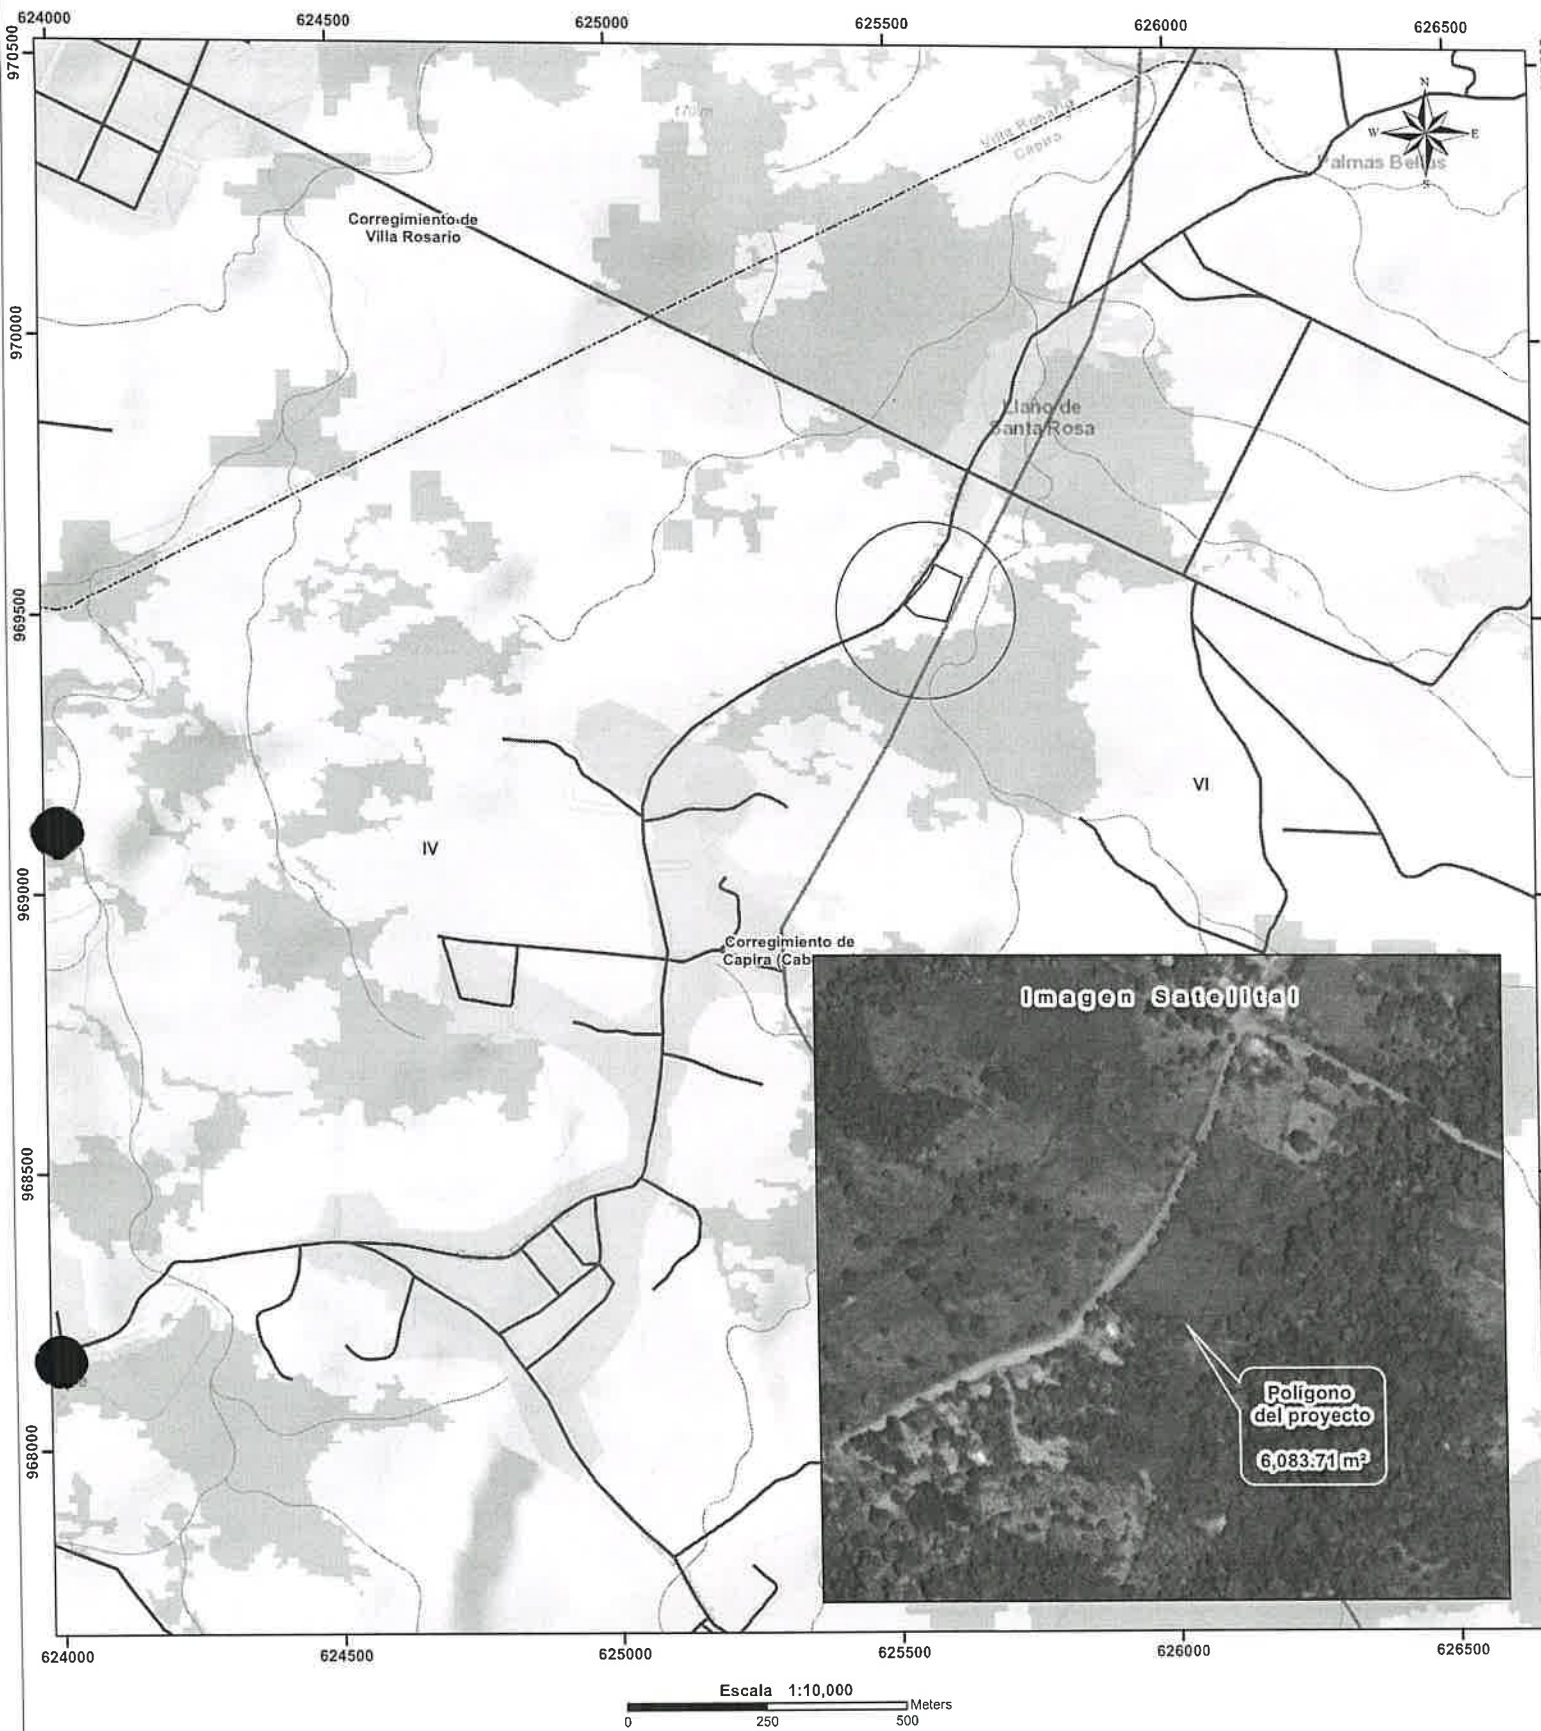 624000
624500
625000
625500
626000
626500
970500
170m
Villa Rosario
Capira
N
W
E
S
Palmas Bellas
Corregimiento de
Villa Rosario
970000
Llano de
Santa Rosa
969500
VI
IV
969000
Corregimiento de
Capira (Cab
Imagen Satelital
968500
Polígono
del proyecto
6,083.71 m²
968000
624000
624500
625000
625500
626000
626500
Escala 1:10,000
Meters
0
250
500